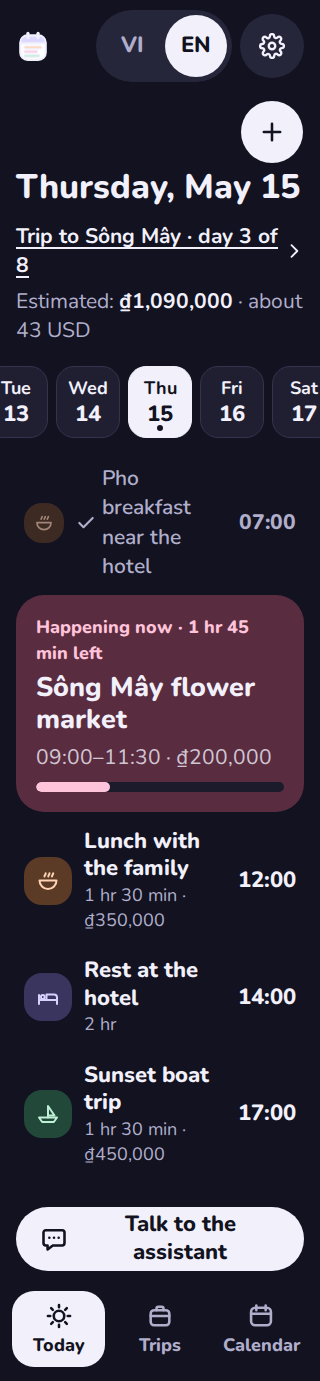 VI
EN
Thursday, May 15
Trip to Sông Mây · day 3 of
8
Estimated: ₫1,090,000 · about
43 USD
Tue
13
Wed
14
Thu
15
Fri
16
Sat
17
Pho
breakfast
near the
hotel
07:00
Happening now · 1 hr 45
min left
Sông Mây flower
market
09:00–11:30 · ₫200,000
Lunch with
the family
1 hr 30 min ·
₫350,000
12:00
Rest at the
hotel
2 hr
14:00
Sunset boat
trip
1 hr 30 min ·
₫450,000
17:00
Talk to the
assistant
Today
Trips
Calendar